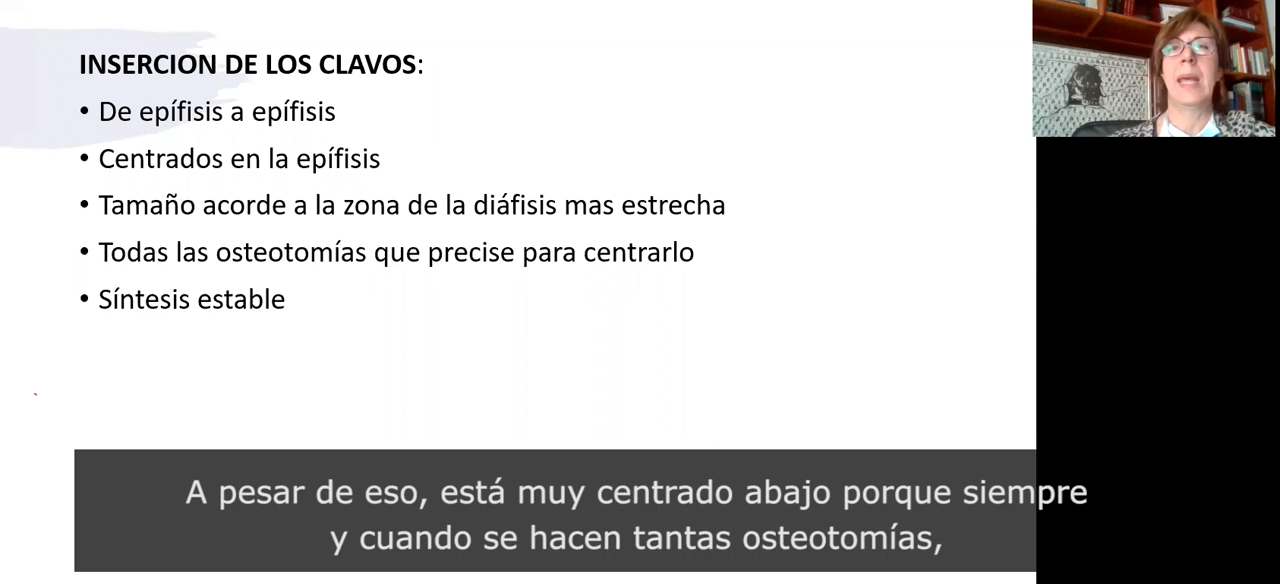 INSERCION DE LOS CLAVOS:
• De epífisis a epífisis
• Centrados en la epífisis
• Tamaño acorde a la zona de la diáfisis mas estrecha
• Todas las osteotomías que precise para centrarlo
• Síntesis estable
A pesar de eso, está muy centrado abajo porque siempre
y cuando se hacen tantas osteotomías,